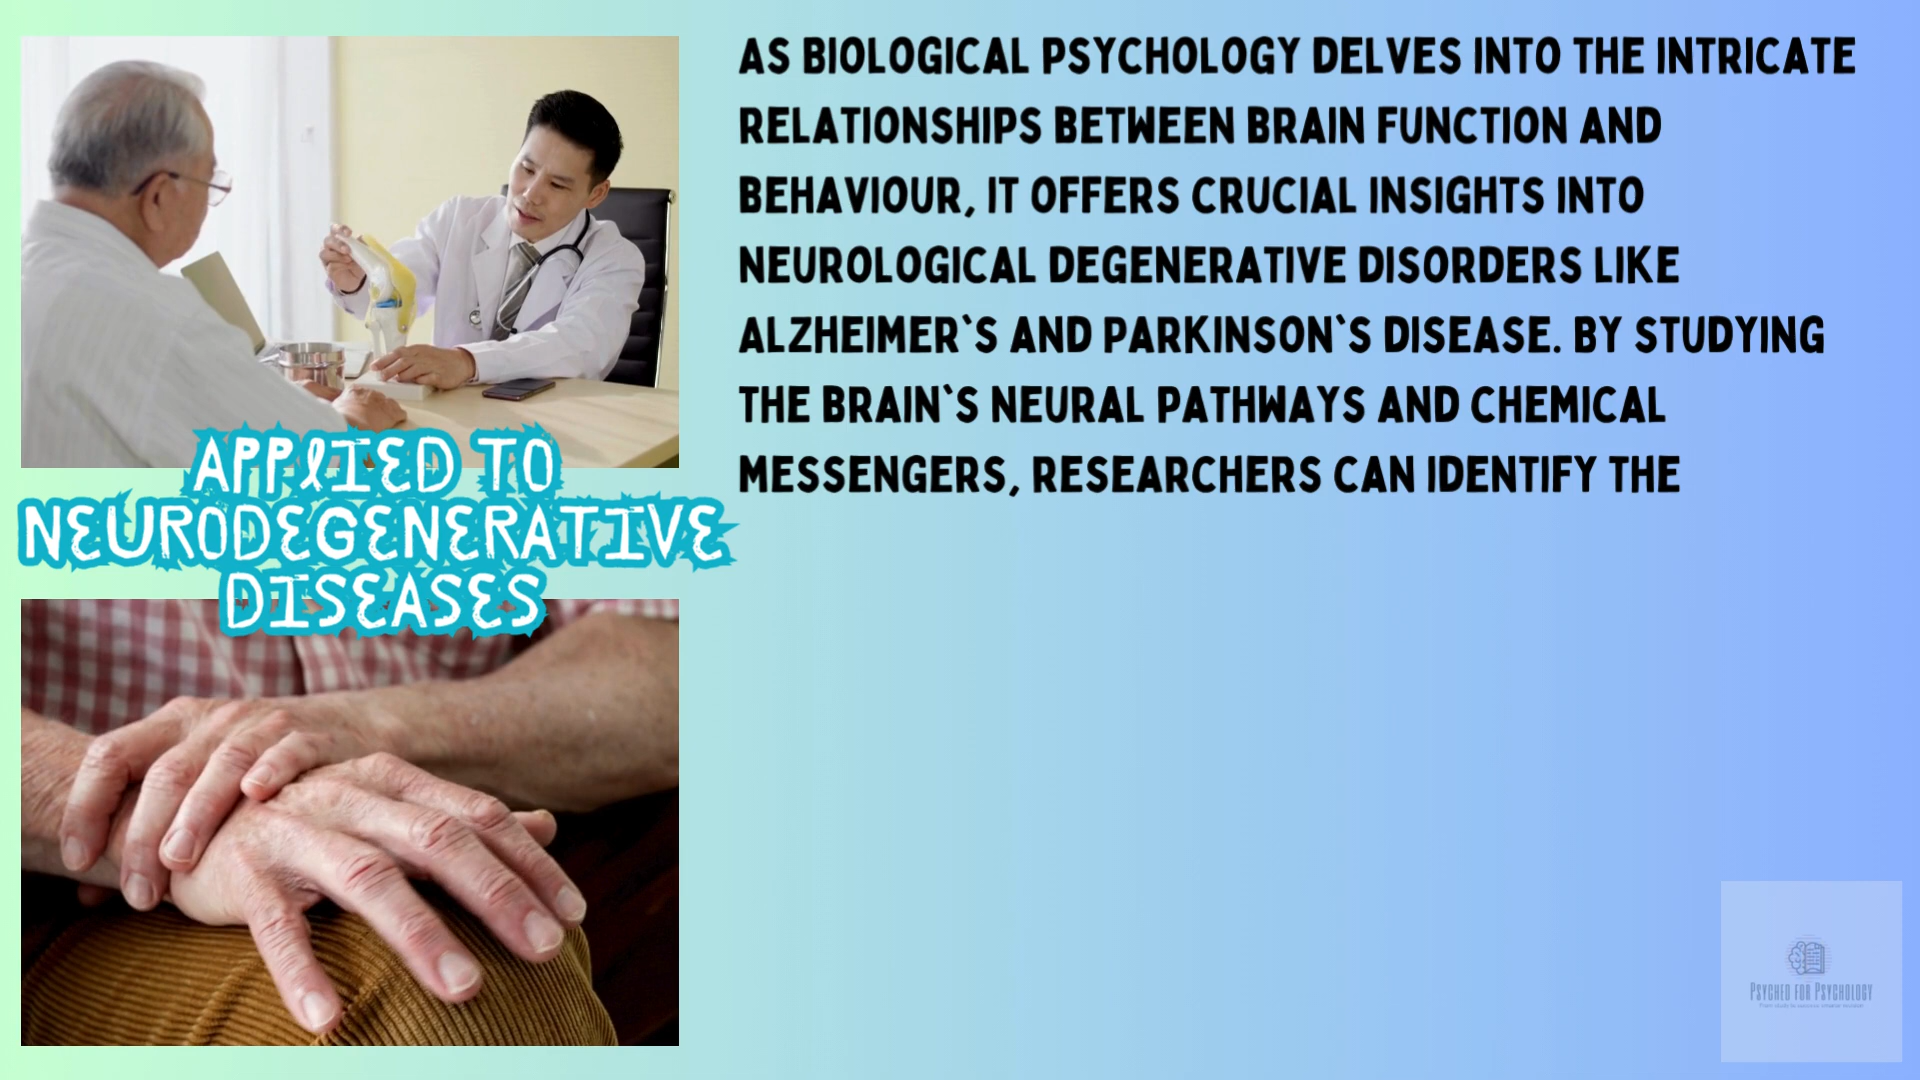 AS BIOLOGICAL PSYCHOLOGY DELVES INTO THE INTRICATE
RELATIONSHIPS BETWEEN BRAIN FUNCTION AND
BEHAVIOUR, IT OFFERS CRUCIAL INSIGHTS INTO
NEUROLOGICAL DEGENERATIVE DISORDERS LIKE
ALZHEIMER`S AND PARKINSON`S DISEASE. BY STUDYING
THE BRAIN`S NEURAL PATHWAYS AND CHEMICAL
MESSENGERS, RESEARCHERS CAN IDENTIFY THE
APPLIED TO
NEURODEGENERATIVE
DISEASES
PSYCHED FOR PSYCHOLOGY